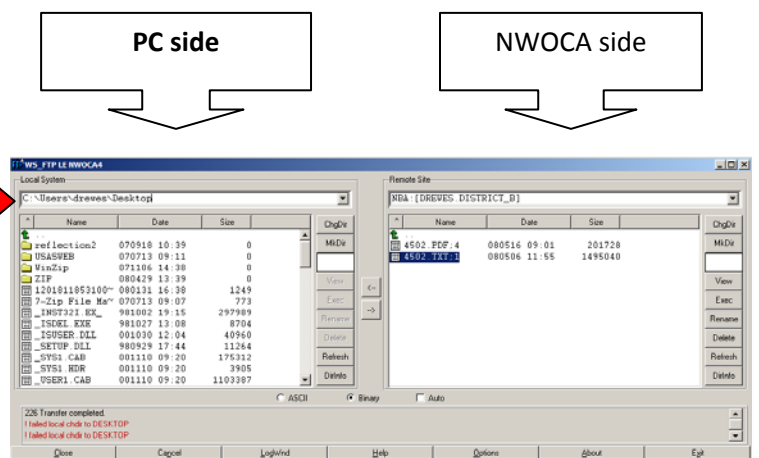 PC side
NWOCA side
WS_FTP LE NWOCA4
Local System
Remote Site
C:\Users\drewes\Desktop
NBA:[DREWES.DISTRICT_B]
^ Name Date Size
^ Name Date Size
ChgDir
MkDir
View
Exec
Rename
Delete
Refresh
DirInfo
..
reflection2 070918 10:39 0
USASWEB 070713 09:11 0
WinZip 071106 14:38 0
ZIP 080429 13:39 0
1201811853100~ 080131 16:38 1249
7-Zip File Ma~ 070713 09:07 773
_INST32I.EX_ 981002 19:15 297989
_ISDEL.EXE 981027 13:08 8704
_ISUSER.DLL 001030 12:04 40960
_SETUP.DLL 980929 17:44 11264
_SYS1.CAB 001110 09:20 175312
_SYS1.HDR 001110 09:20 3905
_USER1.CAB 001110 09:20 1103387
<--
-->
..
4502.PDF;4 080516 09:01 201728
4502.TXT;1 080506 11:55 1495040
ChgDir
MkDir
View
Exec
Rename
Delete
Refresh
DirInfo
ASCII Binary Auto
226 Transfer completed.
! failed local chdir to DESKTOP
! failed local chdir to DESKTOP
Close Cancel LogWnd Help Options About Exit